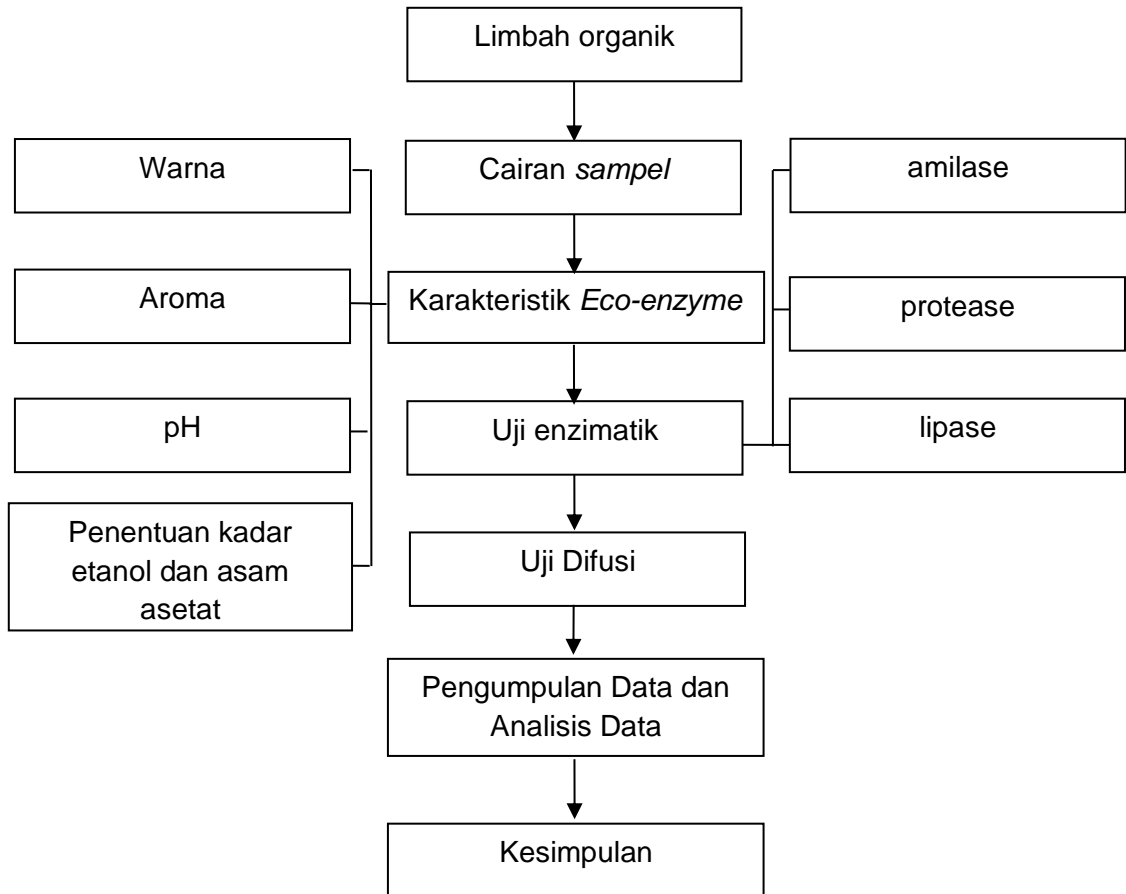 Limbah organik
Warna
Cairan sampel
amilase
Aroma
Karakteristik Eco-enzyme
protease
pH
Uji enzimatik
lipase
Penentuan kadar
etanol dan asam
asetat
Uji Difusi
Pengumpulan Data dan
Analisis Data
Kesimpulan